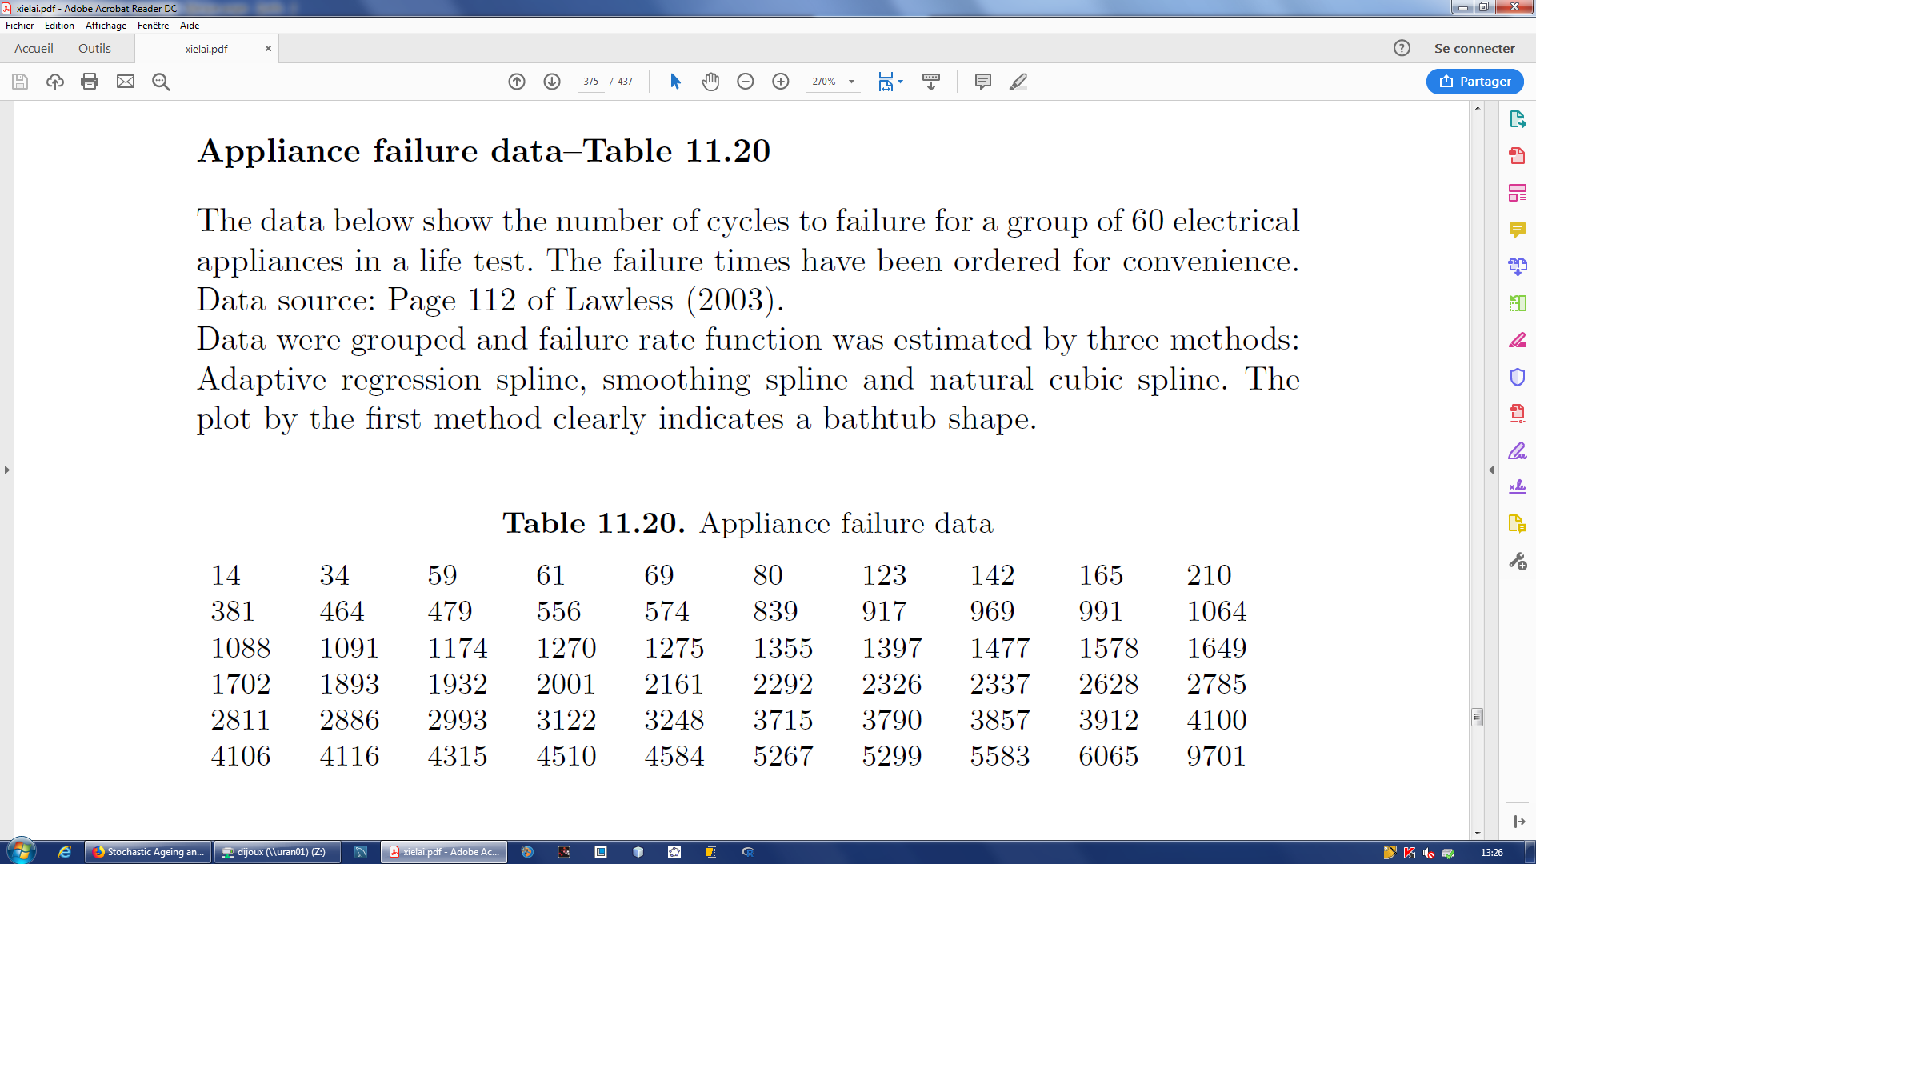 xielai.pdf - Adobe Acrobat Reader DC
Fichier Edition Affichage Fenêtre Aide
Accueil Outils xielai.pdf × ? Se connecter
375 / 437 270% Partager
Appliance failure data–Table 11.20
The data below show the number of cycles to failure for a group of 60 electrical
appliances in a life test. The failure times have been ordered for convenience.
Data source: Page 112 of Lawless (2003).
Data were grouped and failure rate function was estimated by three methods:
Adaptive regression spline, smoothing spline and natural cubic spline. The
plot by the first method clearly indicates a bathtub shape.
Table 11.20. Appliance failure data
14 34 59 61 69 80 123 142 165 210
381 464 479 556 574 839 917 969 991 1064
1088 1091 1174 1270 1275 1355 1397 1477 1578 1649
1702 1893 1932 2001 2161 2292 2326 2337 2628 2785
2811 2886 2993 3122 3248 3715 3790 3857 3912 4100
4106 4116 4315 4510 4584 5267 5299 5583 6065 9701
Stochastic Ageing an... dijoux (\\uran01) (Z:) xielai.pdf - Adobe Ac... 13:26